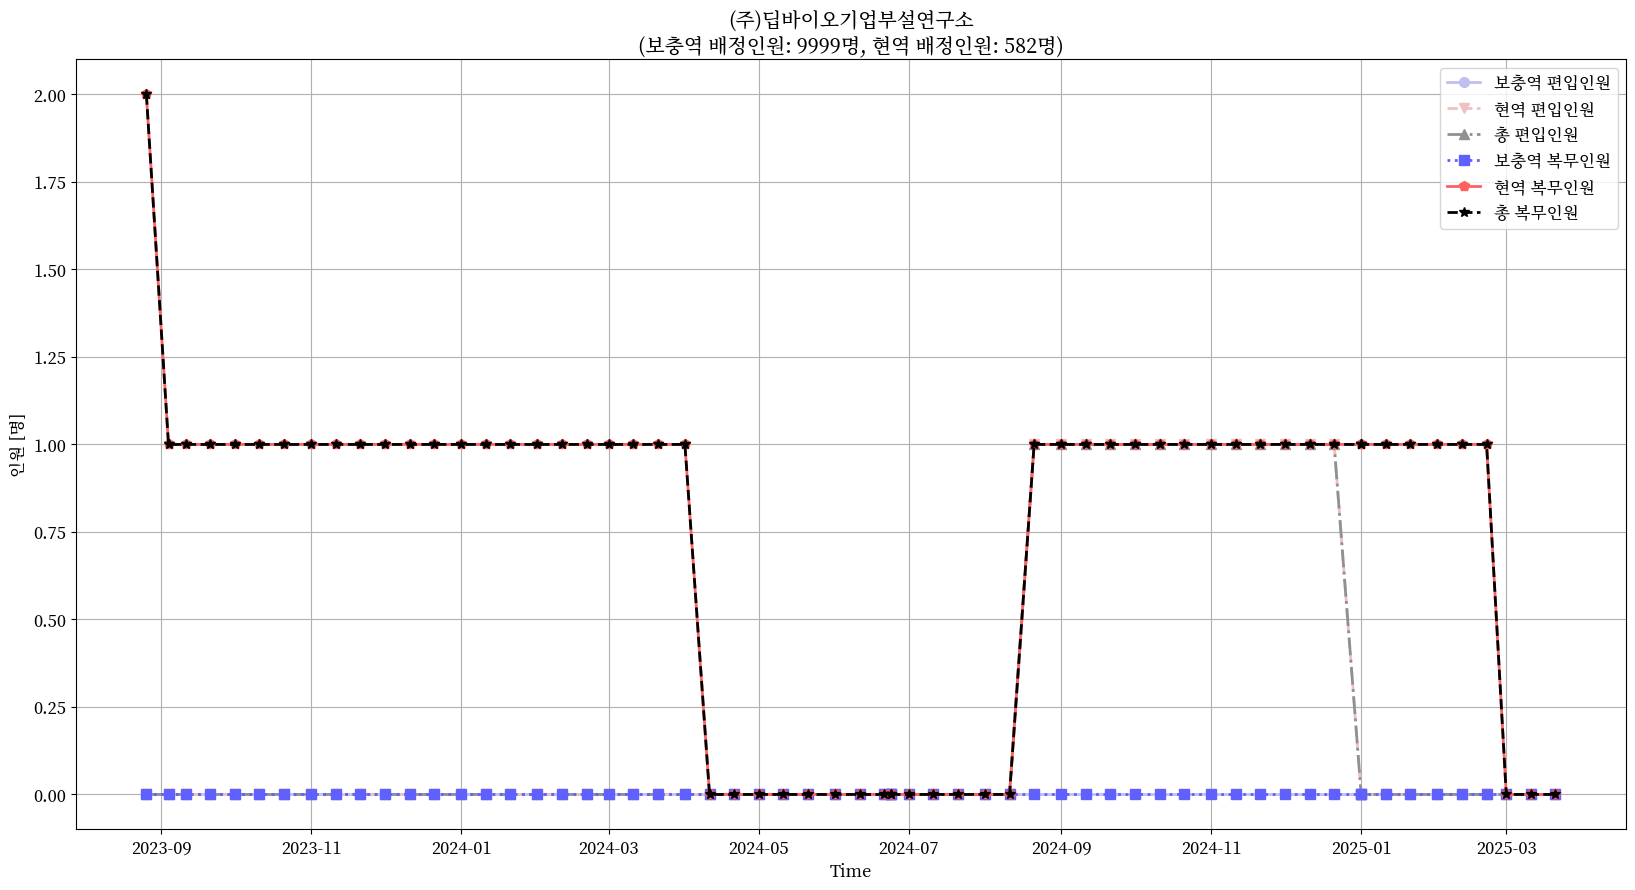 (주)딥바이오기업부설연구소
(보충역 배정인원: 9999명, 현역 배정인원: 582명)
보충역 편입인원
현역 편입인원
총 편입인원
보충역 복무인원
현역 복무인원
총 복무인원
2.00
1.75
1.50
1.25
1.00
0.75
0.50
0.25
0.00
인원 [명]
2023-09
2023-11
2024-01
2024-03
2024-05
2024-07
2024-09
2024-11
2025-01
2025-03
Time